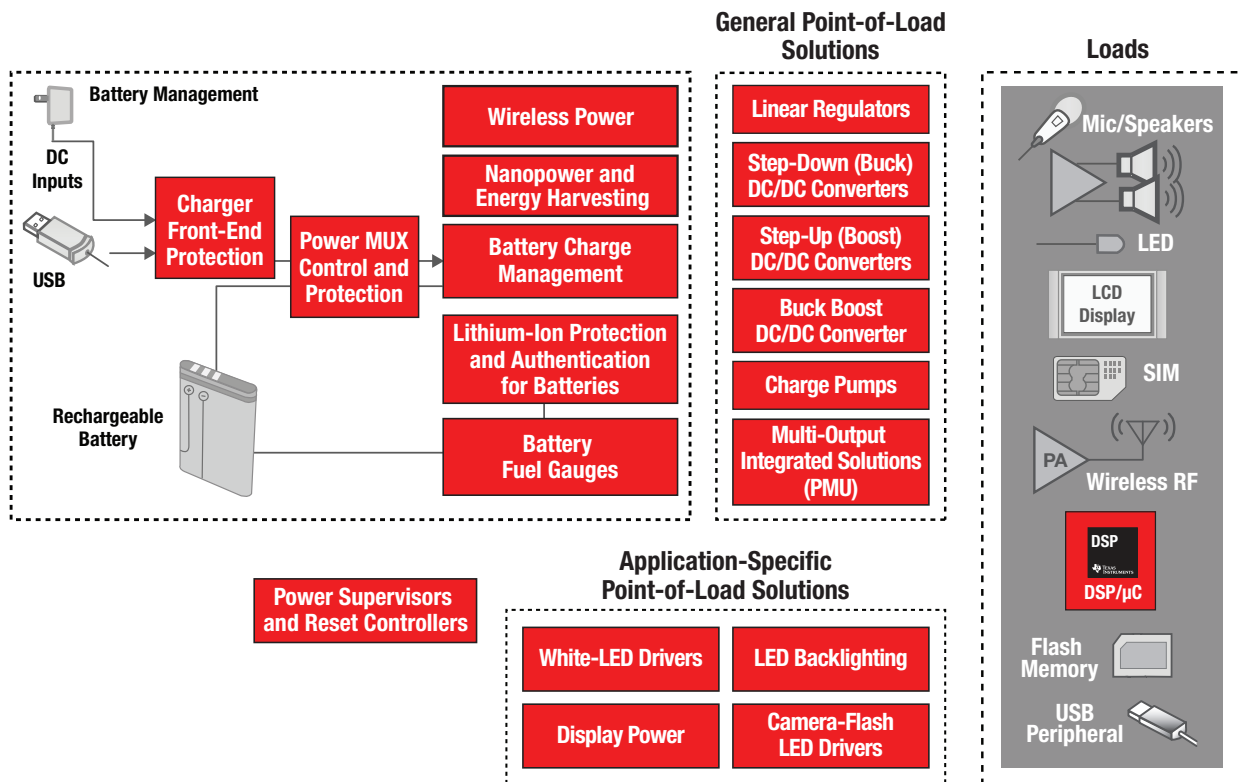 General Point-of-Load
Solutions
Loads
Battery Management
DC
Inputs
USB
Charger
Front-End
Protection
Power MUX
Control and
Protection
Wireless Power
Nanopower and
Energy Harvesting
Battery Charge
Management
Lithium-Ion Protection
and Authentication
for Batteries
Battery
Fuel Gauges
Rechargeable
Battery
Linear Regulators
Step-Down (Buck)
DC/DC Converters
Step-Up (Boost)
DC/DC Converters
Buck Boost
DC/DC Converter
Charge Pumps
Multi-Output
Integrated Solutions
(PMU)
Mic/Speakers
LED
LCD
Display
SIM
PA
Wireless RF
DSP
TEXAS
INSTRUMENTS
DSP/µC
Flash
Memory
USB
Peripheral
Power Supervisors
and Reset Controllers
Application-Specific
Point-of-Load Solutions
White-LED Drivers
LED Backlighting
Display Power
Camera-Flash
LED Drivers